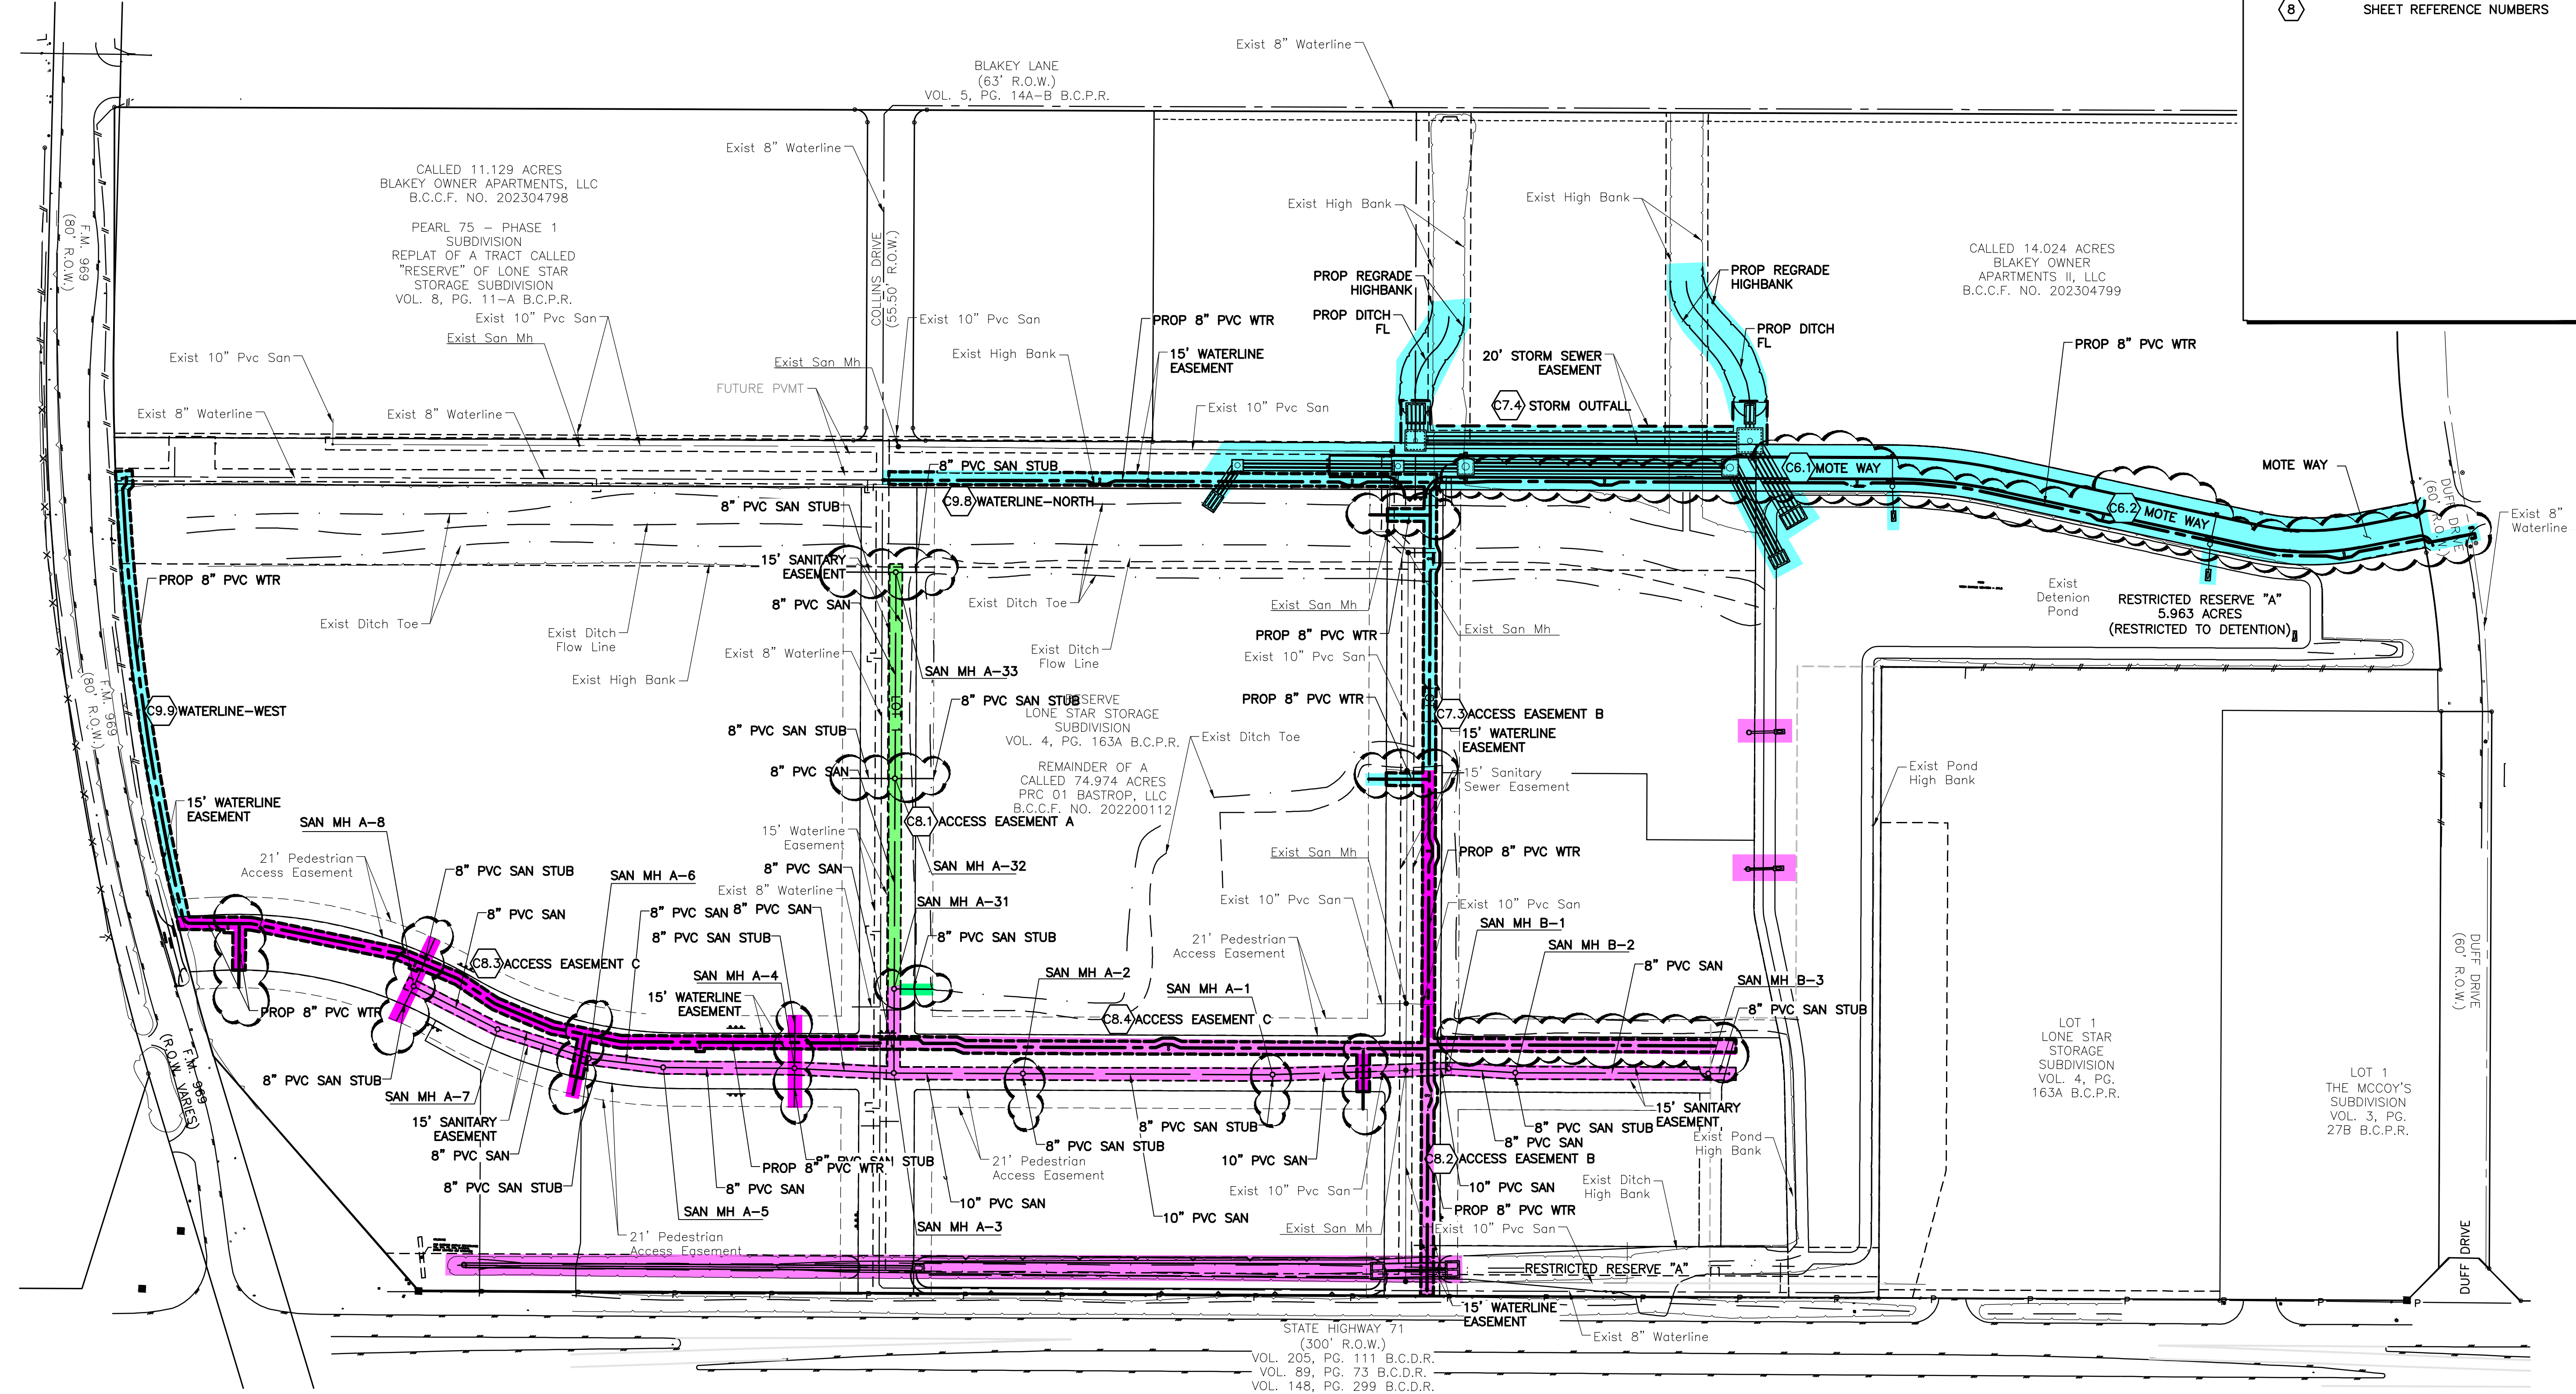 8
SHEET REFERENCE NUMBERS
Exist 8" Waterline
BLAKEY LANE
(63' R.O.W.)
VOL. 5, PG. 14A-B B.C.P.R.
Exist 8" Waterline
CALLED 11.129 ACRES
BLAKEY OWNER APARTMENTS, LLC
B.C.C.F. NO. 202304798
PEARL 75 - PHASE 1
SUBDIVISION
REPLAT OF A TRACT CALLED
"RESERVE" OF LONE STAR
STORAGE SUBDIVISION
VOL. 8, PG. 11-A B.C.P.R.
F.M. 969
(80' R.O.W.)
COLLINS DRIVE
(55.50' R.O.W.)
Exist High Bank
Exist High Bank
CALLED 14.024 ACRES
BLAKEY OWNER
APARTMENTS II, LLC
B.C.C.F. NO. 202304799
PROP REGRADE
HIGHBANK
PROP REGRADE
HIGHBANK
PROP DITCH
FL
PROP DITCH
FL
Exist 10" Pvc San
Exist San Mh
Exist 10" Pvc San
Exist 10" Pvc San
Exist San Mh
FUTURE PVMT
Exist High Bank
PROP 8" PVC WTR
15' WATERLINE
EASEMENT
20' STORM SEWER
EASEMENT
PROP 8" PVC WTR
Exist 8" Waterline
Exist 8" Waterline
Exist 10" Pvc San
C7.4 STORM OUTFALL
8" PVC SAN STUB
C9.8 WATERLINE-NORTH
8" PVC SAN STUB
C6.1 MOTE WAY
MOTE WAY
C6.2 MOTE WAY
DUFF DRIVE
(60' R.O.W.)
Exist 8"
Waterline
15' SANITARY
EASEMENT
8" PVC SAN
PROP 8" PVC WTR
Exist Ditch Toe
Exist Ditch
Flow Line
Exist High Bank
Exist Ditch Toe
Exist Ditch
Flow Line
Exist San Mh
PROP 8" PVC WTR
Exist San Mh
Exist 10" Pvc San
Exist
Detenion
Pond
RESTRICTED RESERVE "A"
5.963 ACRES
(RESTRICTED TO DETENTION)
Exist 8" Waterline
SAN MH A-33
8" PVC SAN STUB
RESERVE
LONE STAR STORAGE
SUBDIVISION
VOL. 4, PG. 163A B.C.P.R.
REMAINDER OF A
CALLED 74.974 ACRES
PRC 01 BASTROP, LLC
B.C.C.F. NO. 202200112
PROP 8" PVC WTR
C7.3 ACCESS EASEMENT B
15' WATERLINE
EASEMENT
Exist Ditch Toe
F.M. 969
(80' R.O.W.)
C9.9 WATERLINE-WEST
8" PVC SAN STUB
8" PVC SAN
15' Sanitary
Sewer Easement
Exist Pond
High Bank
15' WATERLINE
EASEMENT
SAN MH A-8
C8.1 ACCESS EASEMENT A
15' Waterline
Easement
21' Pedestrian
Access Easement
8" PVC SAN STUB
SAN MH A-6
8" PVC SAN
SAN MH A-32
Exist San Mh
PROP 8" PVC WTR
Exist 8" Waterline
SAN MH A-31
8" PVC SAN
8" PVC SAN
8" PVC SAN
Exist 10" Pvc San
Exist 10" Pvc San
SAN MH B-1
8" PVC SAN STUB
8" PVC SAN STUB
21' Pedestrian
Access Easement
SAN MH B-2
8" PVC SAN
C8.3 ACCESS EASEMENT C
SAN MH A-4
SAN MH A-2
SAN MH A-1
SAN MH B-3
PROP 8" PVC WTR
15' WATERLINE
EASEMENT
C8.4 ACCESS EASEMENT C
8" PVC SAN STUB
DUFF DRIVE
(60' R.O.W.)
LOT 1
LONE STAR
STORAGE
SUBDIVISION
VOL. 4, PG.
163A B.C.P.R.
LOT 1
THE MCCOY'S
SUBDIVISION
VOL. 3, PG.
27B B.C.P.R.
F.M. 969
(R.O.W. VARIES)
8" PVC SAN STUB
SAN MH A-7
15' SANITARY
EASEMENT
8" PVC SAN
8" PVC SAN STUB
15' SANITARY
EASEMENT
8" PVC SAN STUB
8" PVC SAN STUB
8" PVC SAN
8" PVC SAN STUB
Exist Pond
High Bank
8" PVC SAN STUB
PROP 8" PVC WTR
21' Pedestrian
Access Easement
10" PVC SAN
C8.2 ACCESS EASEMENT B
8" PVC SAN
10" PVC SAN
10" PVC SAN
Exist 10" Pvc San
10" PVC SAN
PROP 8" PVC WTR
Exist Ditch
High Bank
SAN MH A-5
SAN MH A-3
Exist San Mh
Exist 10" Pvc San
21' Pedestrian
Access Easement
RESTRICTED RESERVE "A"
DUFF DRIVE
15' WATERLINE
EASEMENT
Exist 8" Waterline
STATE HIGHWAY 71
(300' R.O.W.)
VOL. 205, PG. 111 B.C.D.R.
VOL. 89, PG. 73 B.C.D.R.
VOL. 148, PG. 299 B.C.D.R.